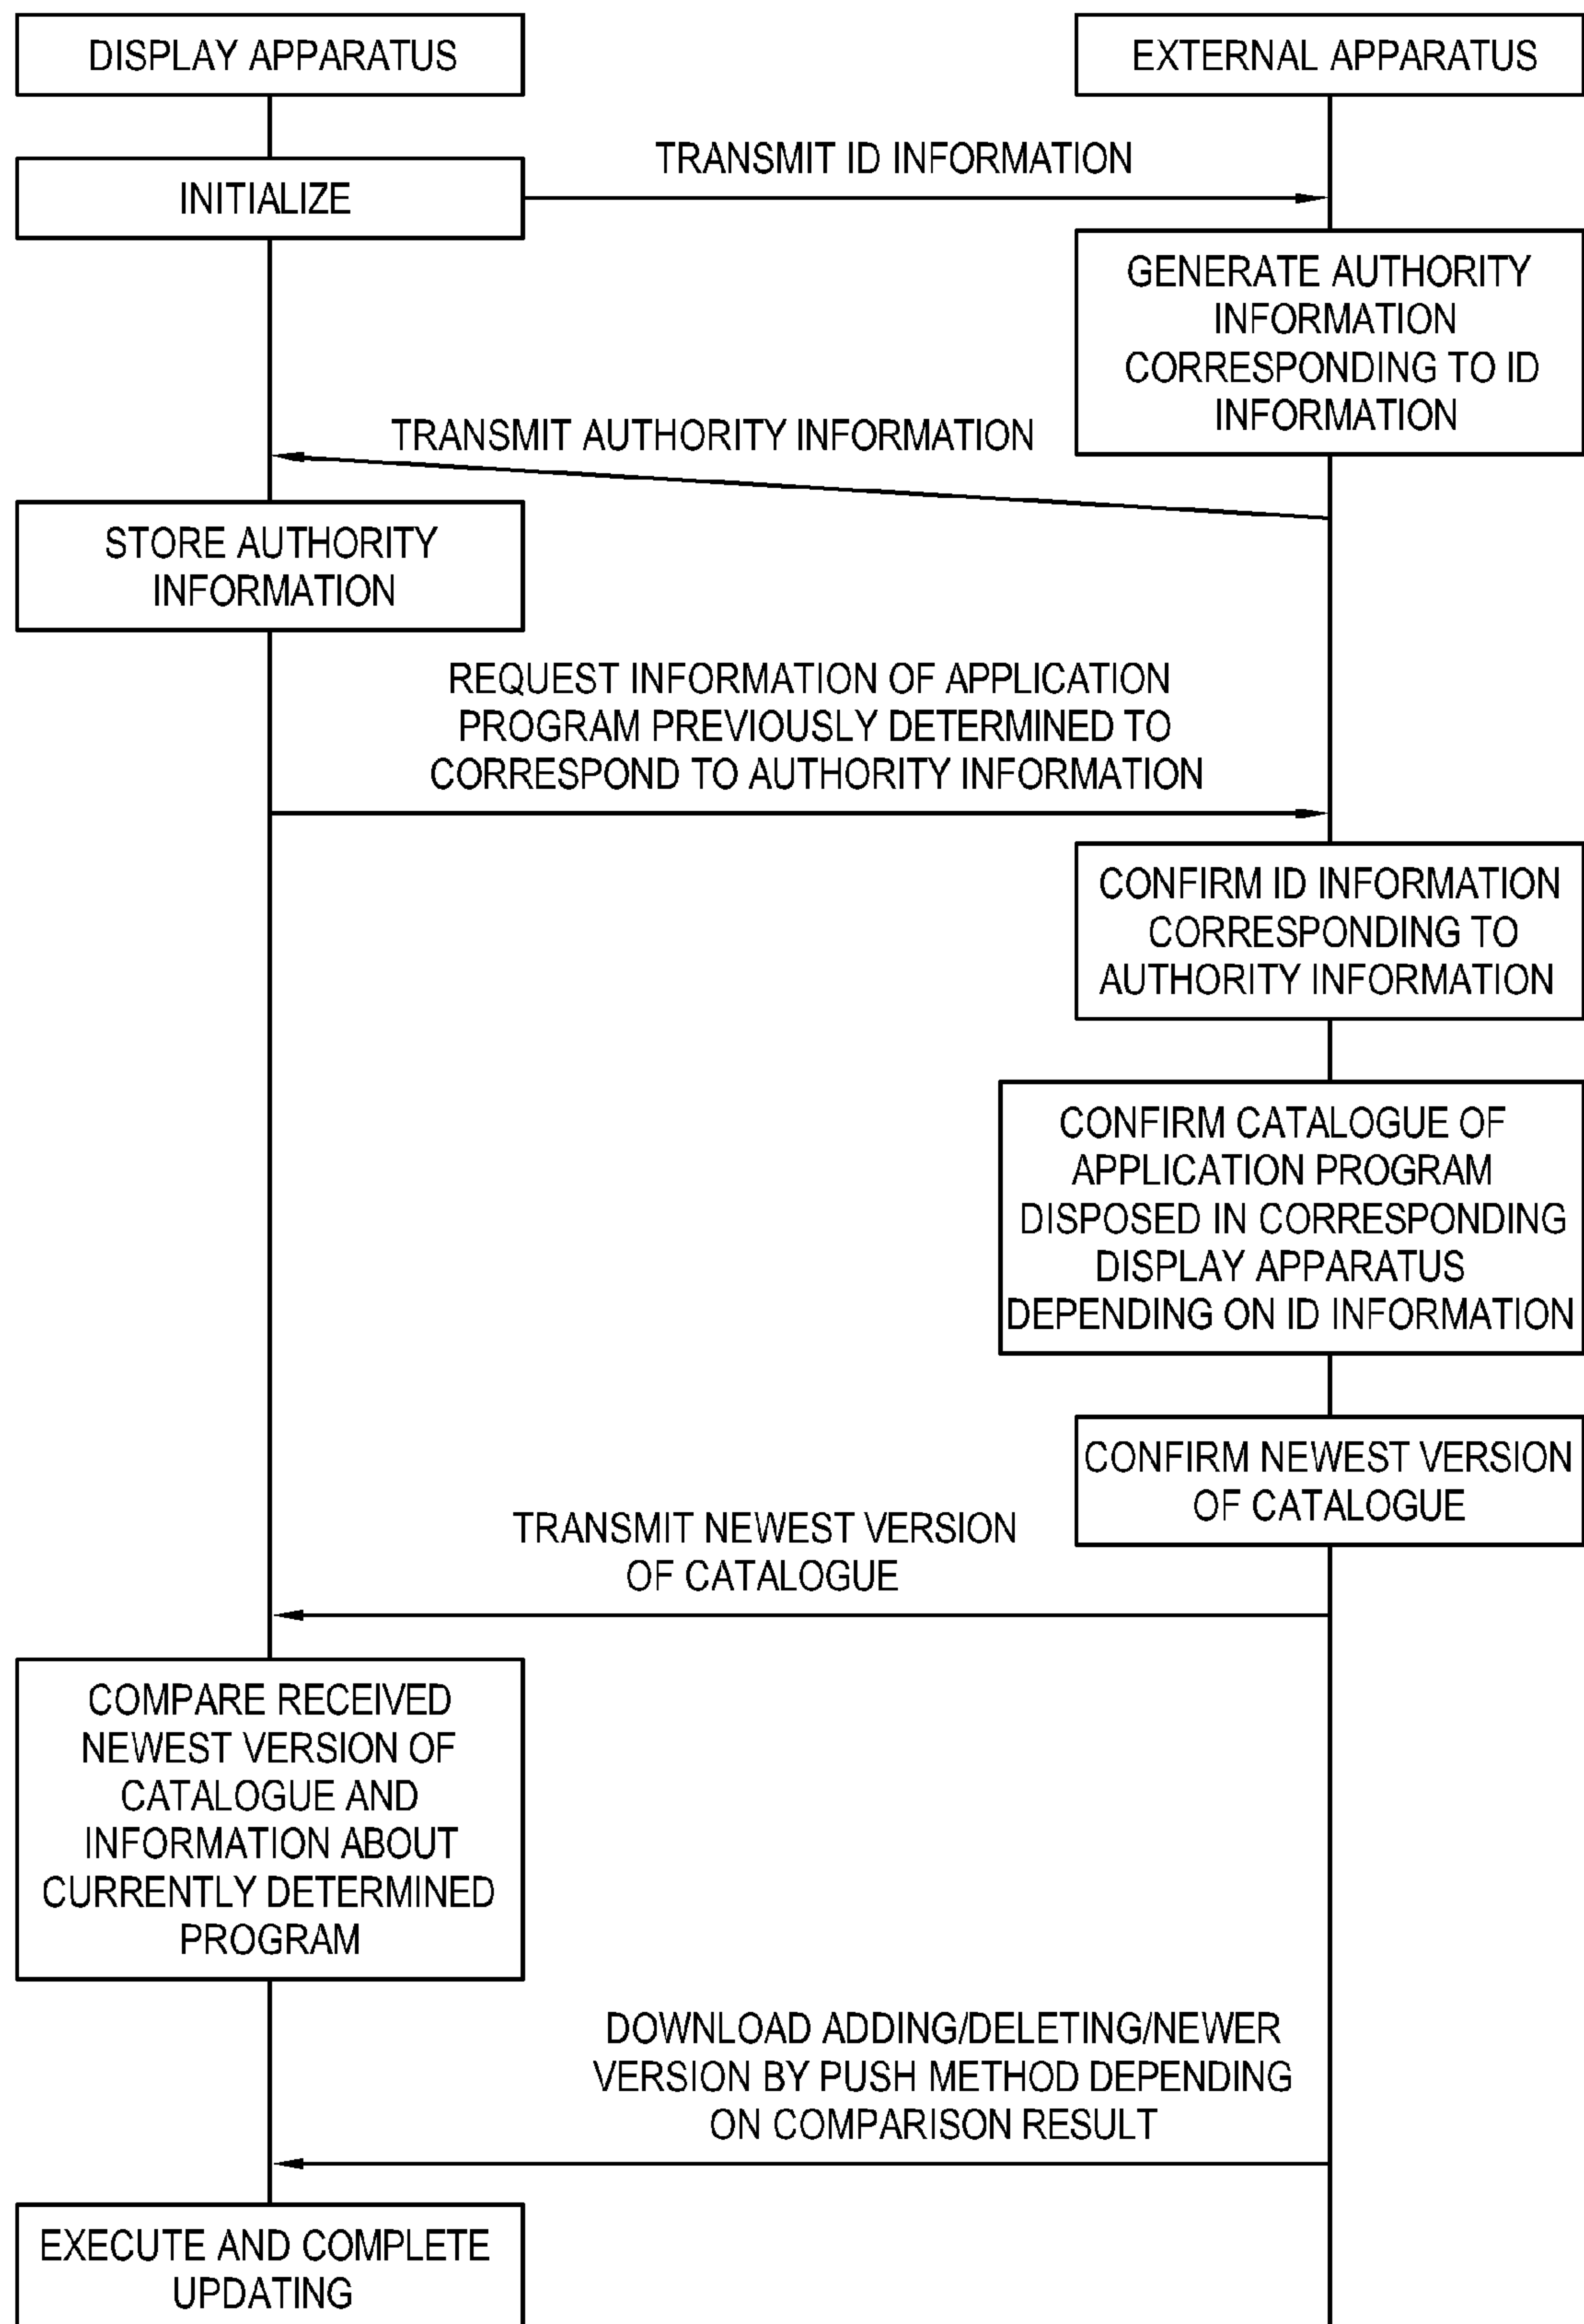 DISPLAY APPARATUS
EXTERNAL APPARATUS
INITIALIZE
TRANSMIT ID INFORMATION
GENERATE AUTHORITY
INFORMATION
CORRESPONDING TO ID
INFORMATION
TRANSMIT AUTHORITY INFORMATION
STORE AUTHORITY
INFORMATION
REQUEST INFORMATION OF APPLICATION
PROGRAM PREVIOUSLY DETERMINED TO
CORRESPOND TO AUTHORITY INFORMATION
CONFIRM ID INFORMATION
CORRESPONDING TO
AUTHORITY INFORMATION
CONFIRM CATALOGUE OF
APPLICATION PROGRAM
DISPOSED IN CORRESPONDING
DISPLAY APPARATUS
DEPENDING ON ID INFORMATION
CONFIRM NEWEST VERSION
OF CATALOGUE
TRANSMIT NEWEST VERSION
OF CATALOGUE
COMPARE RECEIVED
NEWEST VERSION OF
CATALOGUE AND
INFORMATION ABOUT
CURRENTLY DETERMINED
PROGRAM
DOWNLOAD ADDING/DELETING/NEWER
VERSION BY PUSH METHOD DEPENDING
ON COMPARISON RESULT
EXECUTE AND COMPLETE
UPDATING